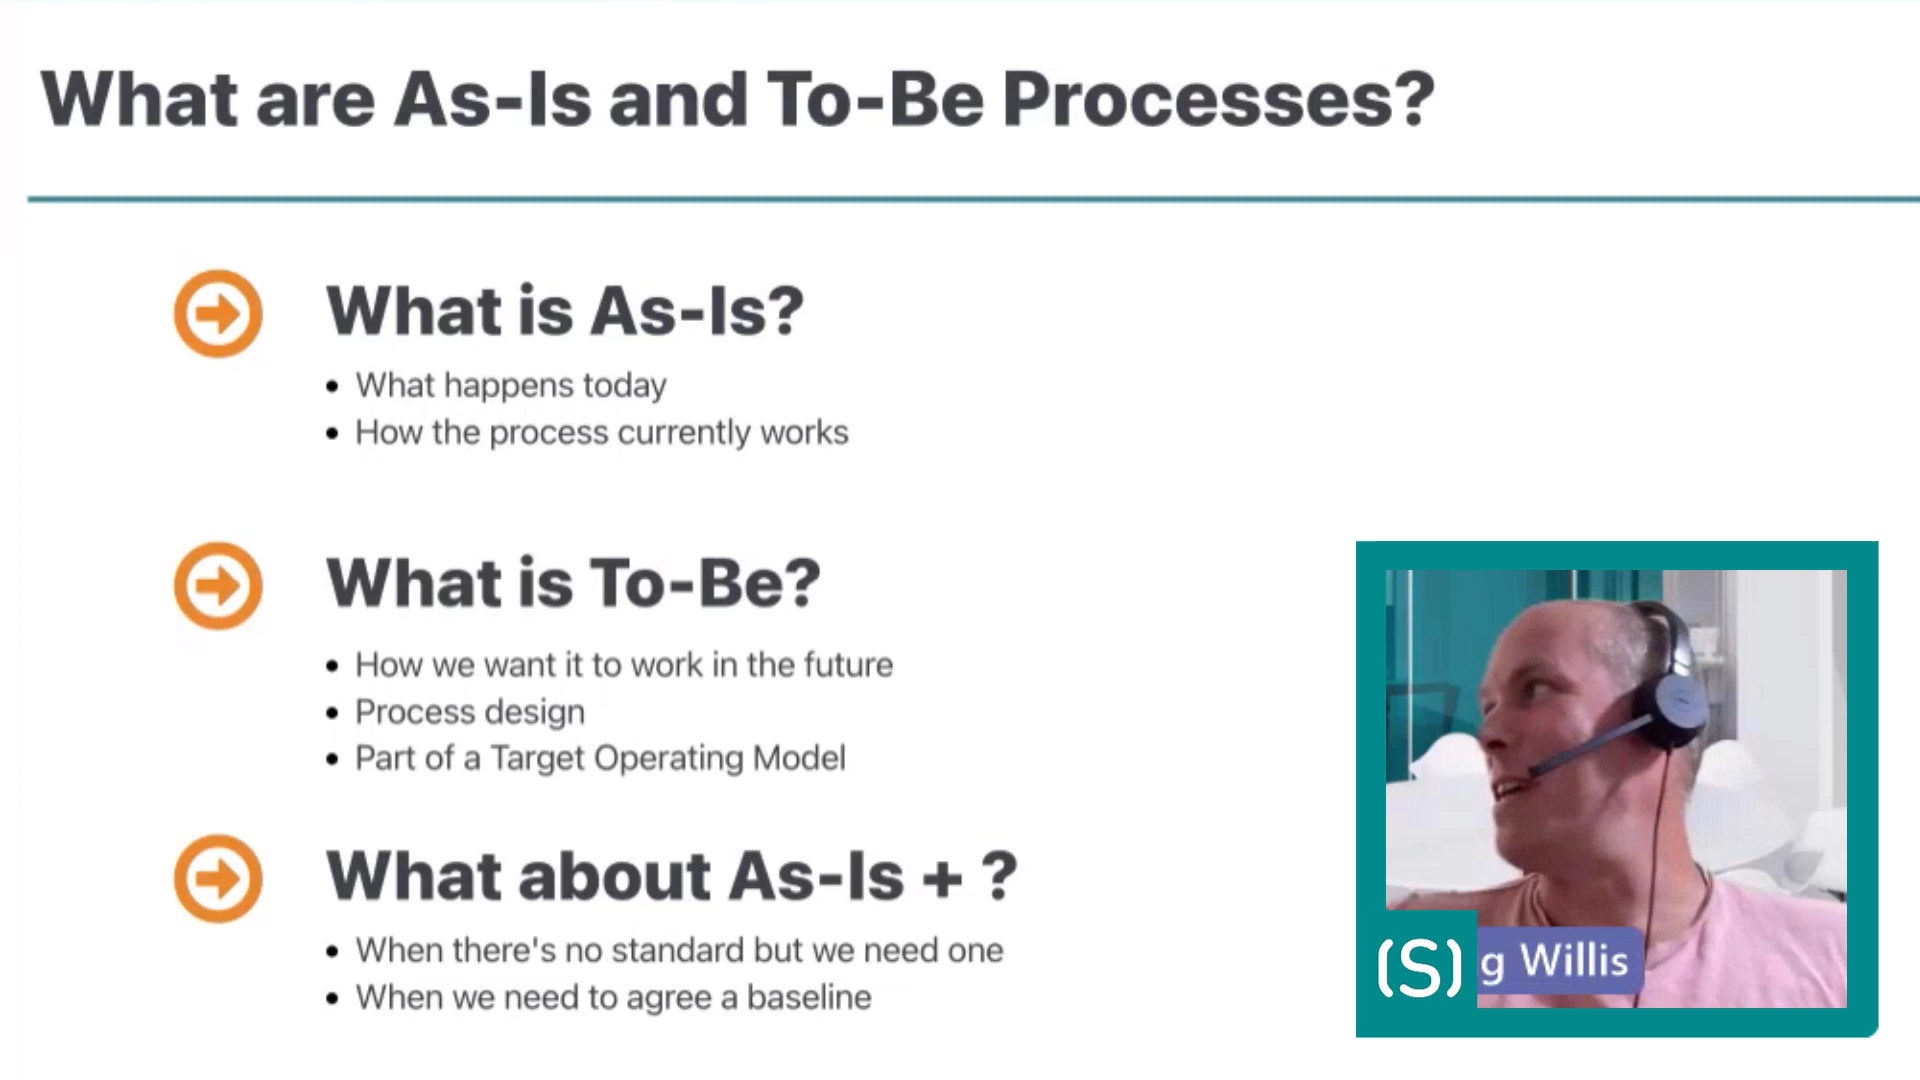 What are As-Is and To-Be Processes?
What is As-Is?
• What happens today
• How the process currently works
What is To-Be?
• How we want it to work in the future
• Process design
• Part of a Target Operating Model
What about As-Is + ?
• When there's no standard but we need one
• When we need to agree a baseline
(S) g Willis